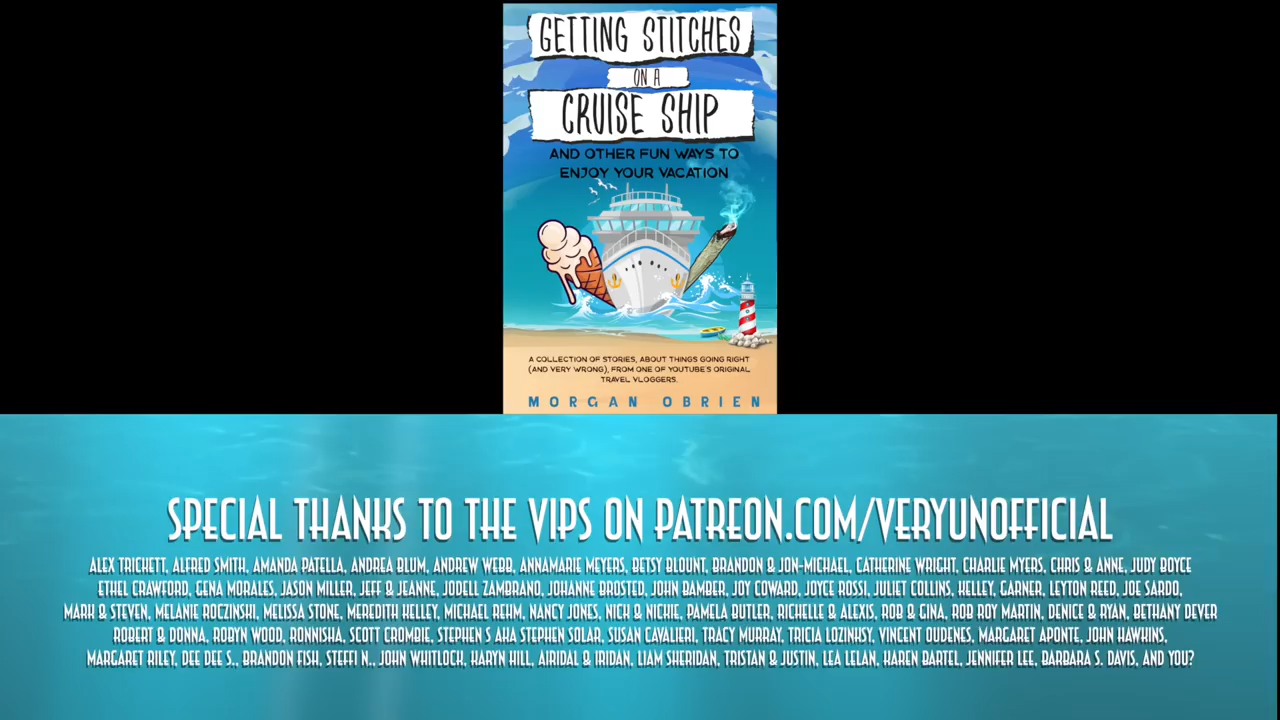 GETTING STITCHES
ON A
CRUISE SHIP
AND OTHER FUN WAYS TO
ENJOY YOUR VACATION
A COLLECTION OF STORIES, ABOUT THINGS GOING RIGHT
(AND VERY WRONG), FROM ONE OF YOUTUBE'S ORIGINAL
TRAVEL VLOGGERS.
MORGAN OBRIEN
SPECIAL THANKS TO THE VIPS ON PATREON.COM/VERYUNOFFICIAL
ALEX TRICHETT, ALFRED SMITH, AMANDA PATELLA, ANDREA BLUM, ANDREW WEBB, ANNAMARIE MEYERS, BETSY BLOUNT, BRANDON & JON-MICHAEL, CATHERINE WRIGHT, CHARLIE MYERS, CHRIS & ANNE, JUDY BOYCE
ETHEL CRAWFORD, GENA MORALES, JASON MILLER, JEFF & JEANNE, JODELL ZAMBRANO, JOHANNE BROSTED, JOHN BAMBER, JOY COWARD, JOYCE ROSSI, JULIET COLLINS, KELLEY, GARNER, LEYTON REED, JOE SARDO,
MARK & STEVEN, MELANIE ROCZINSKI, MELISSA STONE, MEREDITH KELLEY, MICHAEL REHM, NANCY JONES, NICH & NICHIE, PAMELA BUTLER, RICHELLE & ALEXIS, ROB & GINA, ROB ROY MARTIN, DENICE & RYAN, BETHANY DEVER
ROBERT & DONNA, ROBYN WOOD, RONNISHA, SCOTT CROMBIE, STEPHEN S AKA STEPHEN SOLAR, SUSAN CAVALIERI, TRACY MURRAY, TRICIA LOZINKSY, VINCENT OUDENES, MARGARET APONTE, JOHN HAWKINS,
MARGARET RILEY, DEE DEE S., BRANDON FISH, STEFFI N., JOHN WHITLOCK, KARYN HILL, AIRIDAL & IRIDAN, LIAM SHERIDAN, TRISTAN & JUSTIN, LEA LELAN, KAREN BARTEL, JENNIFER LEE, BARBARA S. DAVIS, AND YOU?